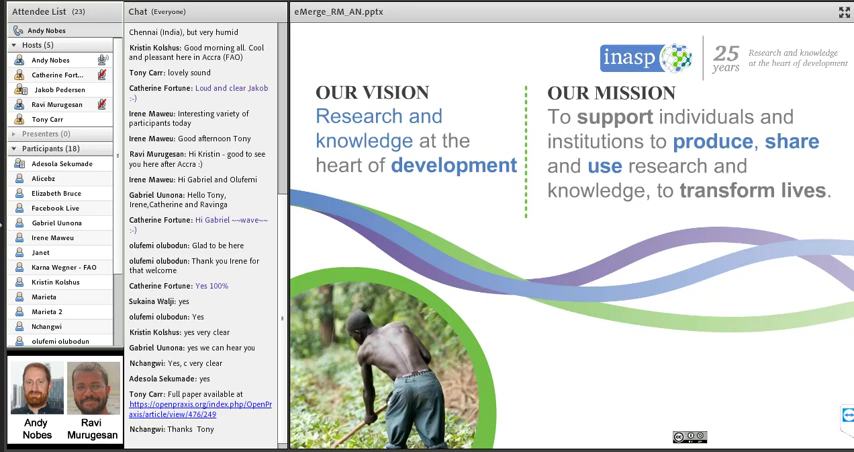 Attendee List (23)
Andy Nobes
Hosts (5)
Andy Nobes
Catherine Fort...
Jakob Pedersen
Ravi Murugesan
Tony Carr
Presenters (0)
Participants (18)
Adesola Sekumade
Alicebz
Elizabeth Bruce
Facebook Live
Gabriel Uunona
Irene Maweu
Janet
Karna Wegner - FAO
Kristin Kolshus
Marieta
Marieta 2
Nchangwi
olufemi olubodun
Andy
Nobes
Ravi
Murugesan
Chat (Everyone)
Chennai (India), but very humid
Kristin Kolshus: Good morning all. Cool
and pleasant here in Accra (FAO)
Tony Carr: lovely sound
Catherine Fortune: Loud and clear Jakob
:-)
Irene Maweu: Interesting variety of
participants today
Irene Maweu: Good afternoon Tony
Ravi Murugesan: Hi Kristin - good to see
you here after Accra :)
Irene Maweu: Hi Gabriel and Olufemi
Gabriel Uunona: Hello Tony,
Irene,Catherine and Ravinga
Catherine Fortune: Hi Gabriel ~~wave~~
:-)
olufemi olubodun: Glad to be here
olufemi olubodun: Thank you Irene for
that welcome
Catherine Fortune: Yes 100%
Sukaina Walji: yes
olufemi olubodun: Yes
Kristin Kolshus: yes very clear
Gabriel Uunona: yes we can hear you
Nchangwi: Yes, c very clear
Adesola Sekumade: yes
Tony Carr: Full paper available at
https://openpraxis.org/index.php/OpenPr
axis/article/view/476/249
Nchangwi: Thanks Tony
eMerge_RM_AN.pptx
inasp
25
years
Research and knowledge
at the heart of development
OUR VISION
Research and
knowledge at the
heart of development
OUR MISSION
To support individuals and
institutions to produce, share
and use research and
knowledge, to transform lives.